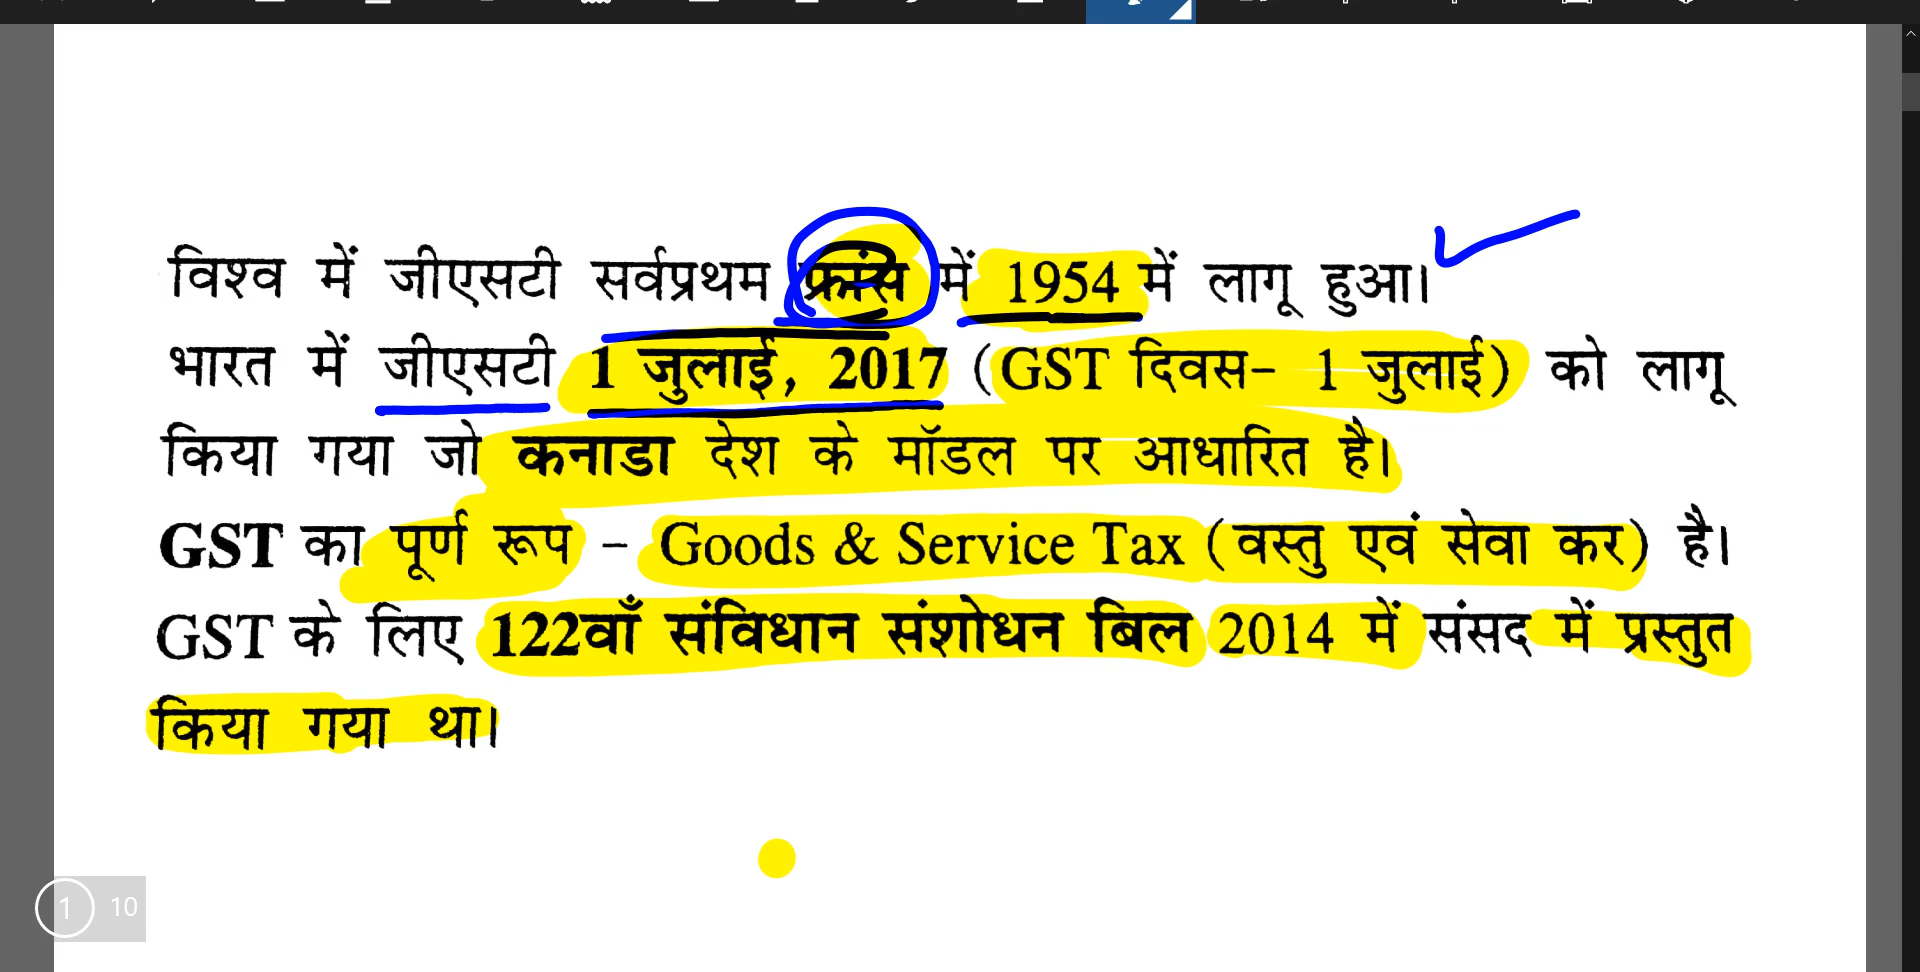 विश्व में जीएसटी सर्वप्रथम फ्रांस में 1954 में लागू हुआ।
भारत में जीएसटी 1 जुलाई, 2017 (GST दिवस- 1 जुलाई) को लागू
किया गया जो कनाडा देश के मॉडल पर आधारित है।
GST का पूर्ण रूप - Goods & Service Tax (वस्तु एवं सेवा कर) है।
GST के लिए 122वाँ संविधान संशोधन बिल 2014 में संसद में प्रस्तुत
किया गया था।
1 10